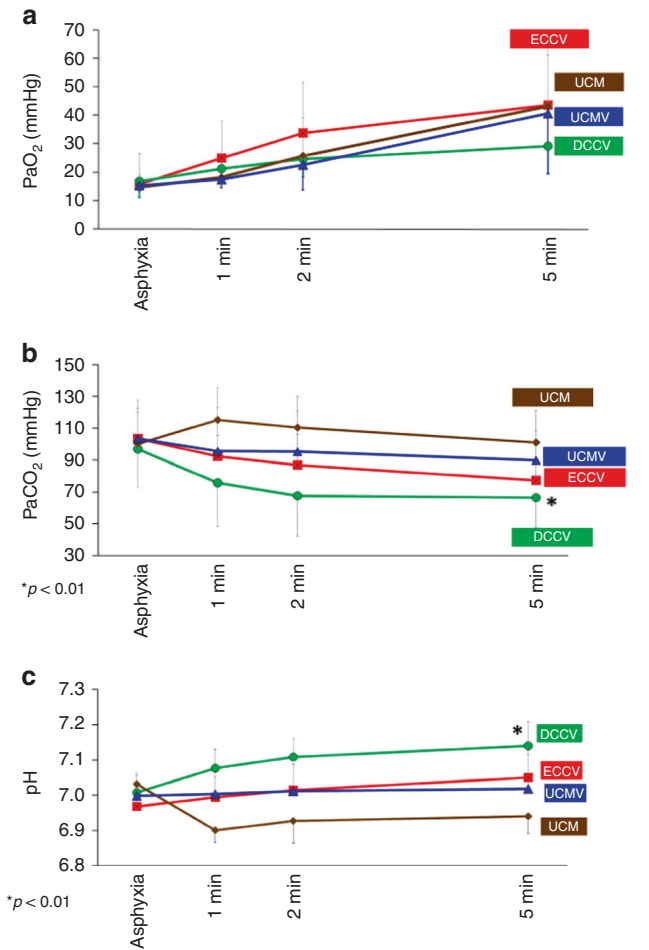 a
70
60
50
40
30
20
10
0
PaO2 (mmHg)
ECCV
UCM
UCMV
DCCV
Asphyxia
1 min
2 min
5 min
b
150
130
110
90
70
50
30
PaCO2 (mmHg)
UCM
UCMV
ECCV
*
DCCV
Asphyxia
1 min
2 min
5 min
*p < 0.01
c
7.3
7.2
7.1
7.0
6.9
6.8
pH
*
DCCV
ECCV
UCMV
UCM
Asphyxia
1 min
2 min
5 min
*p < 0.01